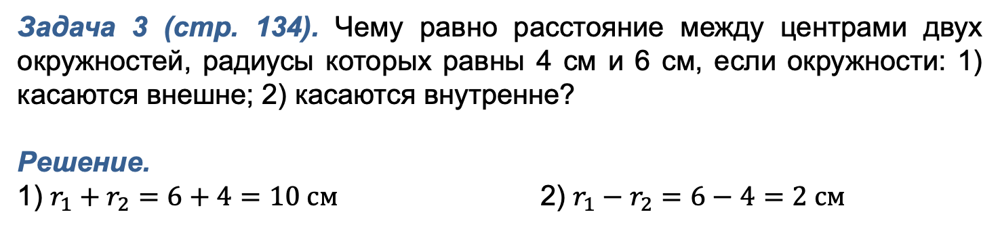 Задача 3 (стр. 134). Чему равно расстояние между центрами двух
окружностей, радиусы которых равны 4 см и 6 см, если окружности: 1)
касаются внешне; 2) касаются внутренне?
Решение.
1) r₁ + r₂ = 6 + 4 = 10 см 2) r₁ − r₂ = 6 − 4 = 2 см